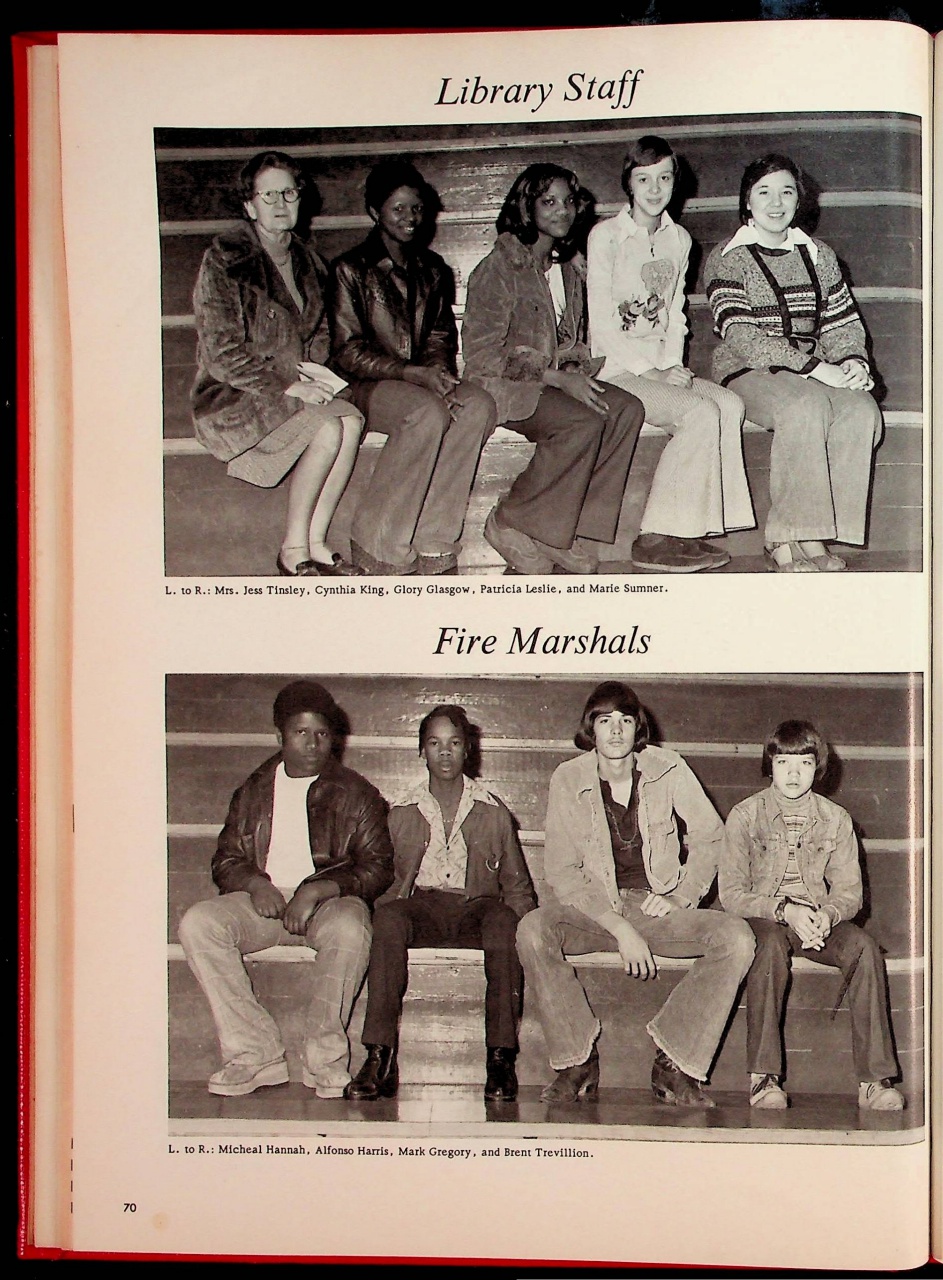 Library Staff
L. to R.: Mrs. Jess Tinsley, Cynthia King, Glory Glasgow, Patricia Leslie, and Marie Sumner.
Fire Marshals
L. to R.: Micheal Hannah, Alfonso Harris, Mark Gregory, and Brent Trevillion.
70